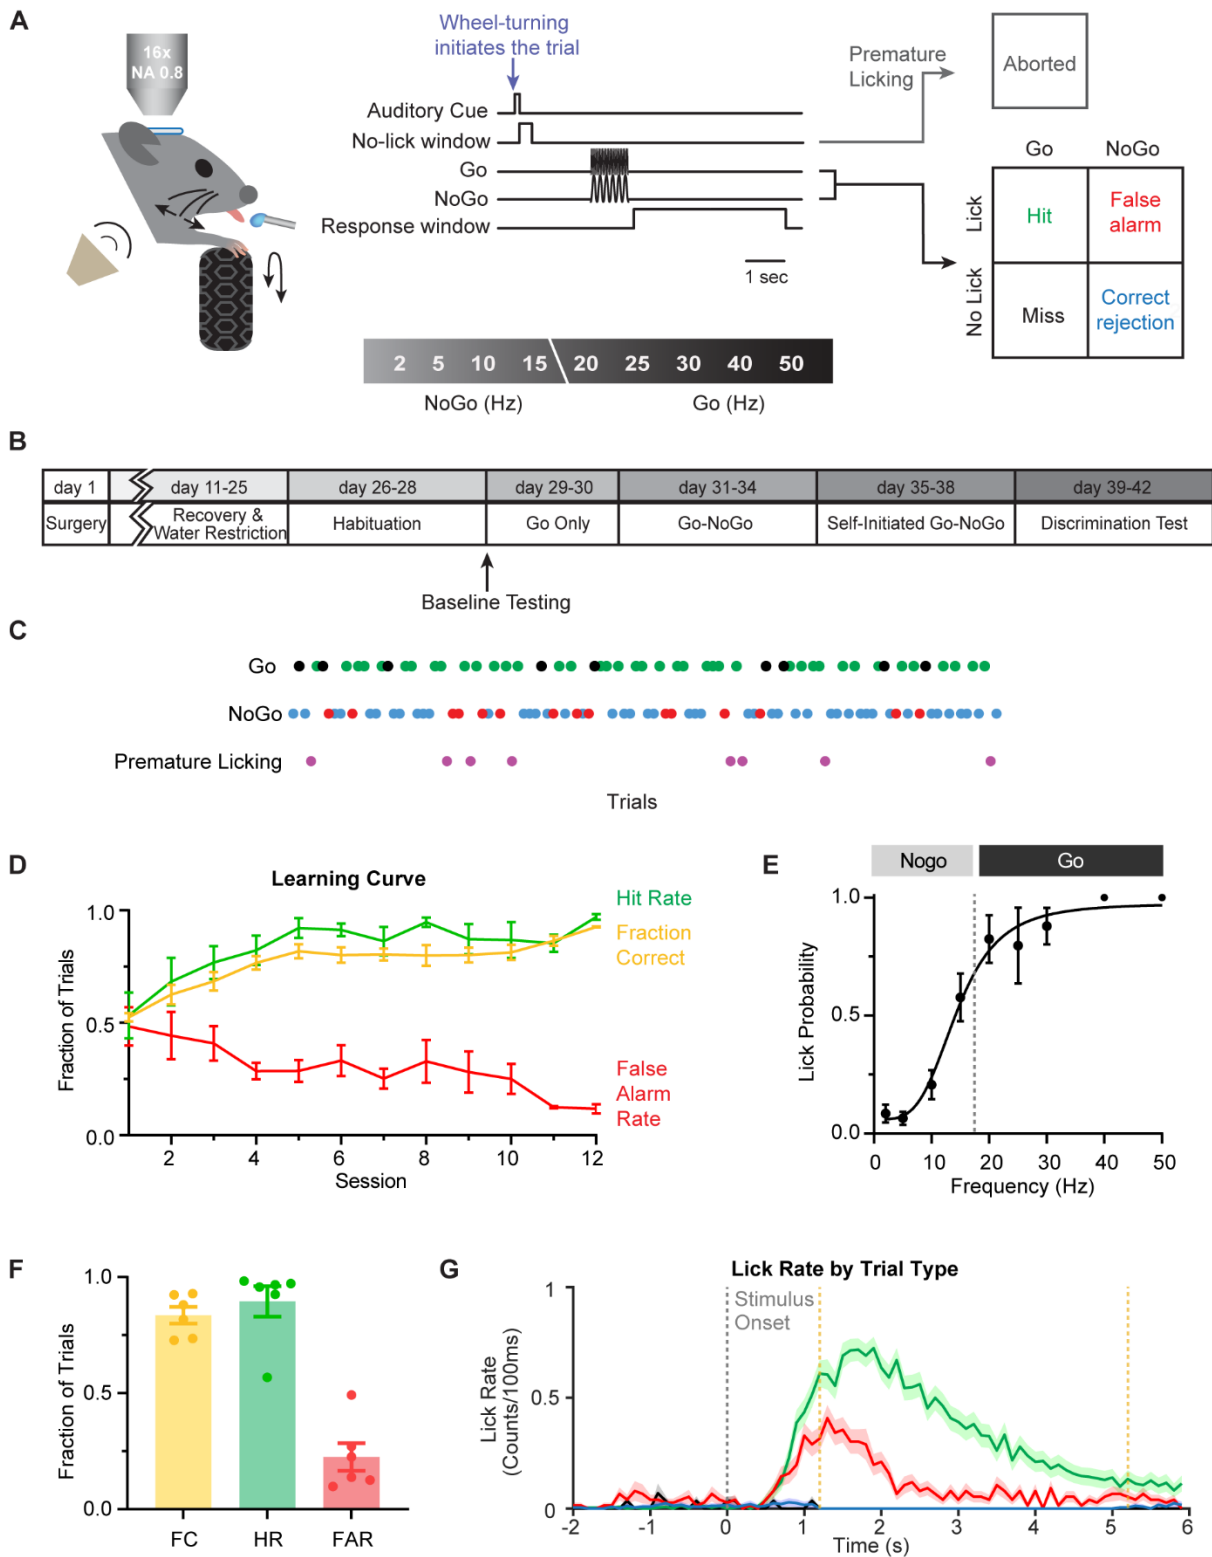 A
16x
NA 0.8
Wheel-turning
initiates the trial
Auditory Cue
No-lick window
Go
NoGo
Response window
1 sec
Premature
Licking
Aborted
Go NoGo
Lick
Hit
False
alarm
No Lick
Miss
Correct
rejection
2 5 10 15 20 25 30 40 50
NoGo (Hz) Go (Hz)
B
day 1 day 11-25 day 26-28 day 29-30 day 31-34 day 35-38 day 39-42
Surgery
Recovery &
Water Restriction
Habituation
Go Only
Go-NoGo
Self-Initiated Go-NoGo
Discrimination Test
Baseline Testing
C
Go
NoGo
Premature Licking
Trials
D
Learning Curve
Fraction of Trials
1.0
0.5
0.0
2 4 6 8 10 12
Session
Hit Rate
Fraction
Correct
False
Alarm
Rate
E
Nogo Go
Lick Probability
1.0
0.5
0.0
0 10 20 30 40 50
Frequency (Hz)
F
Fraction of Trials
1.0
0.5
0.0
FC HR FAR
G
Lick Rate by Trial Type
Stimulus
Onset
Lick Rate
(Counts/100ms)
1
0.5
0
-2 -1 0 1 2 3 4 5 6
Time (s)